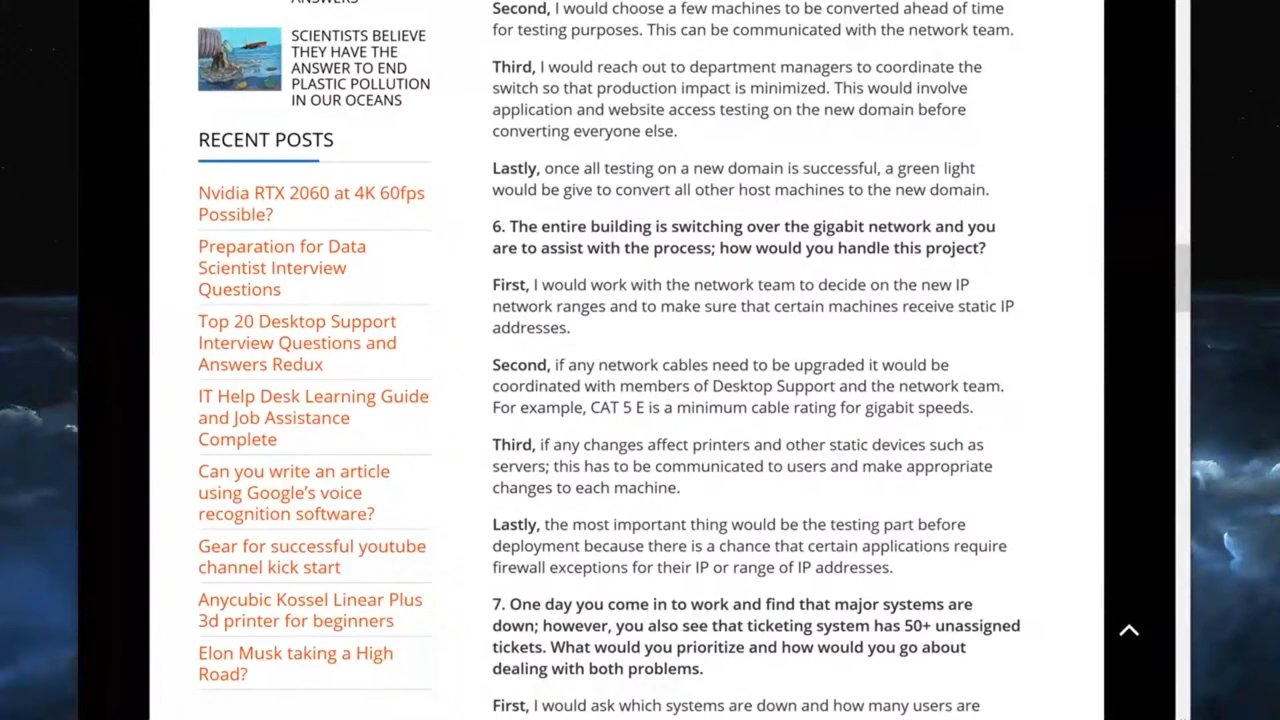 ANSWERS
SCIENTISTS BELIEVE
THEY HAVE THE
ANSWER TO END
PLASTIC POLLUTION
IN OUR OCEANS
RECENT POSTS
Nvidia RTX 2060 at 4K 60fps
Possible?
Preparation for Data
Scientist Interview
Questions
Top 20 Desktop Support
Interview Questions and
Answers Redux
IT Help Desk Learning Guide
and Job Assistance
Complete
Can you write an article
using Google’s voice
recognition software?
Gear for successful youtube
channel kick start
Anycubic Kossel Linear Plus
3d printer for beginners
Elon Musk taking a High
Road?
Second, I would choose a few machines to be converted ahead of time
for testing purposes. This can be communicated with the network team.
Third, I would reach out to department managers to coordinate the
switch so that production impact is minimized. This would involve
application and website access testing on the new domain before
converting everyone else.
Lastly, once all testing on a new domain is successful, a green light
would be give to convert all other host machines to the new domain.
6. The entire building is switching over the gigabit network and you
are to assist with the process; how would you handle this project?
First, I would work with the network team to decide on the new IP
network ranges and to make sure that certain machines receive static IP
addresses.
Second, if any network cables need to be upgraded it would be
coordinated with members of Desktop Support and the network team.
For example, CAT 5 E is a minimum cable rating for gigabit speeds.
Third, if any changes affect printers and other static devices such as
servers; this has to be communicated to users and make appropriate
changes to each machine.
Lastly, the most important thing would be the testing part before
deployment because there is a chance that certain applications require
firewall exceptions for their IP or range of IP addresses.
7. One day you come in to work and find that major systems are
down; however, you also see that ticketing system has 50+ unassigned
tickets. What would you prioritize and how would you go about
dealing with both problems.
First, I would ask which systems are down and how many users are